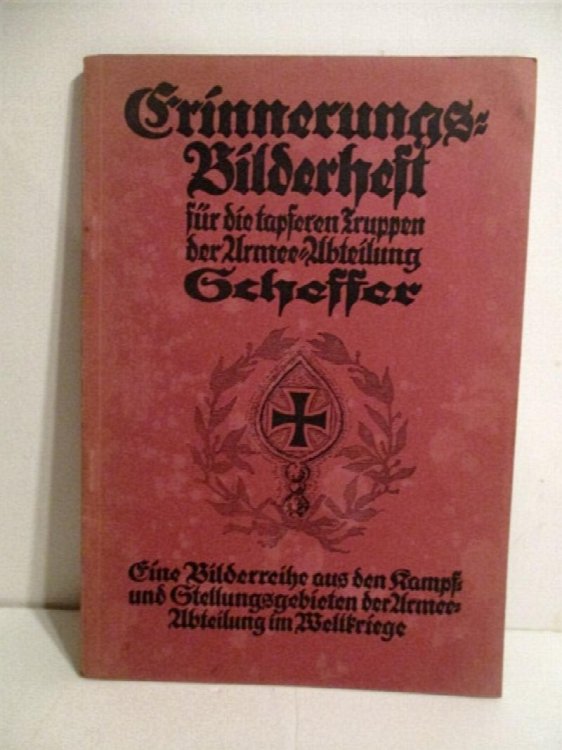 Erinnerungs-
Bilderheft
für die tapferen Truppen
der Armee-Abteilung
Scheffer
Eine Bilderreihe aus den Kampf-
und Stellungsgebieten der Armee-
Abteilung im Weltkriege